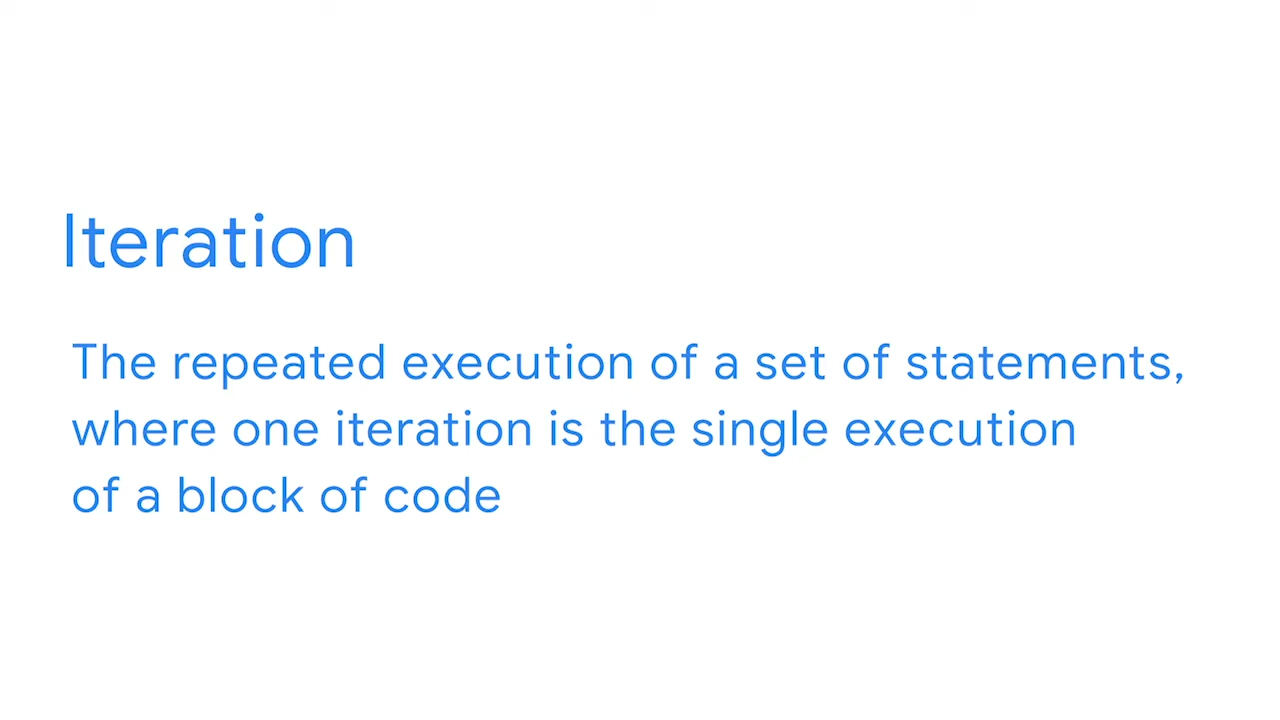 Iteration
The repeated execution of a set of statements,
where one iteration is the single execution
of a block of code